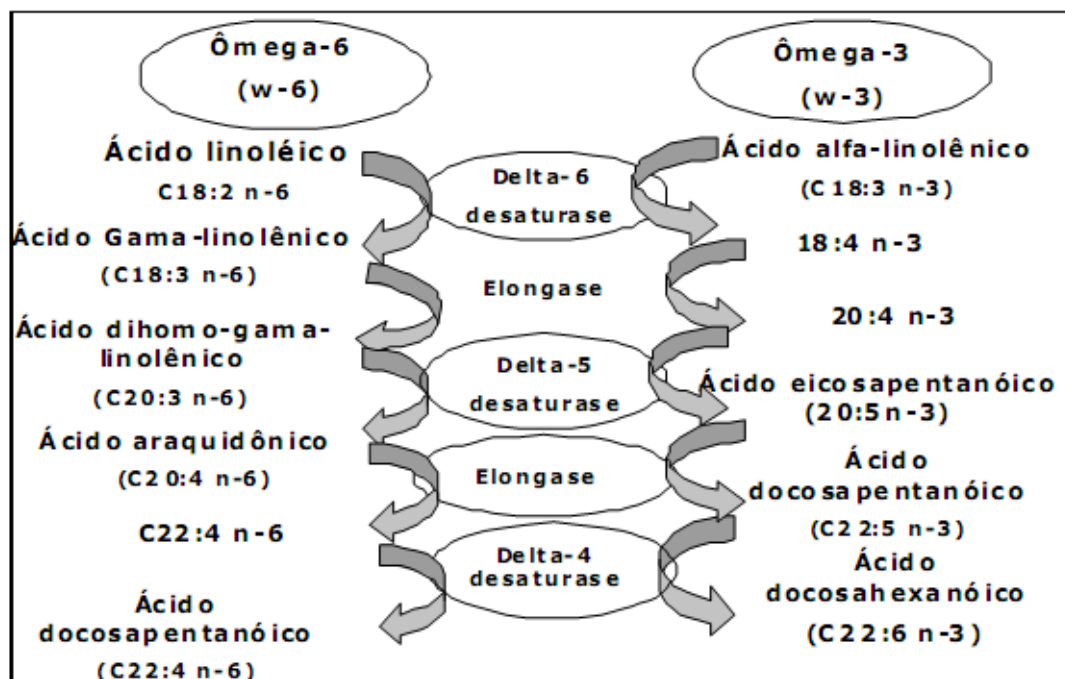 Ômega-6
(w-6)
Ácido linoléico
C18:2 n-6
Ácido Gama-linolênico
(C18:3 n-6)
Ácido dihomo-gama-
linolênico
(C20:3 n-6)
Ácido araquidônico
(C20:4 n-6)
C22:4 n-6
Ácido
docosapentanóico
(C22:4 n-6)
Delta-6
desaturase
Elongase
Delta-5
desaturase
Elongase
Delta-4
desaturase
Ômega-3
(w-3)
Ácido alfa-linolênico
(C18:3 n-3)
18:4 n-3
20:4 n-3
Ácido eicosapentanóico
(20:5n-3)
Ácido
docosapentanóico
(C22:5 n-3)
Ácido
docosahexanóico
(C22:6 n-3)